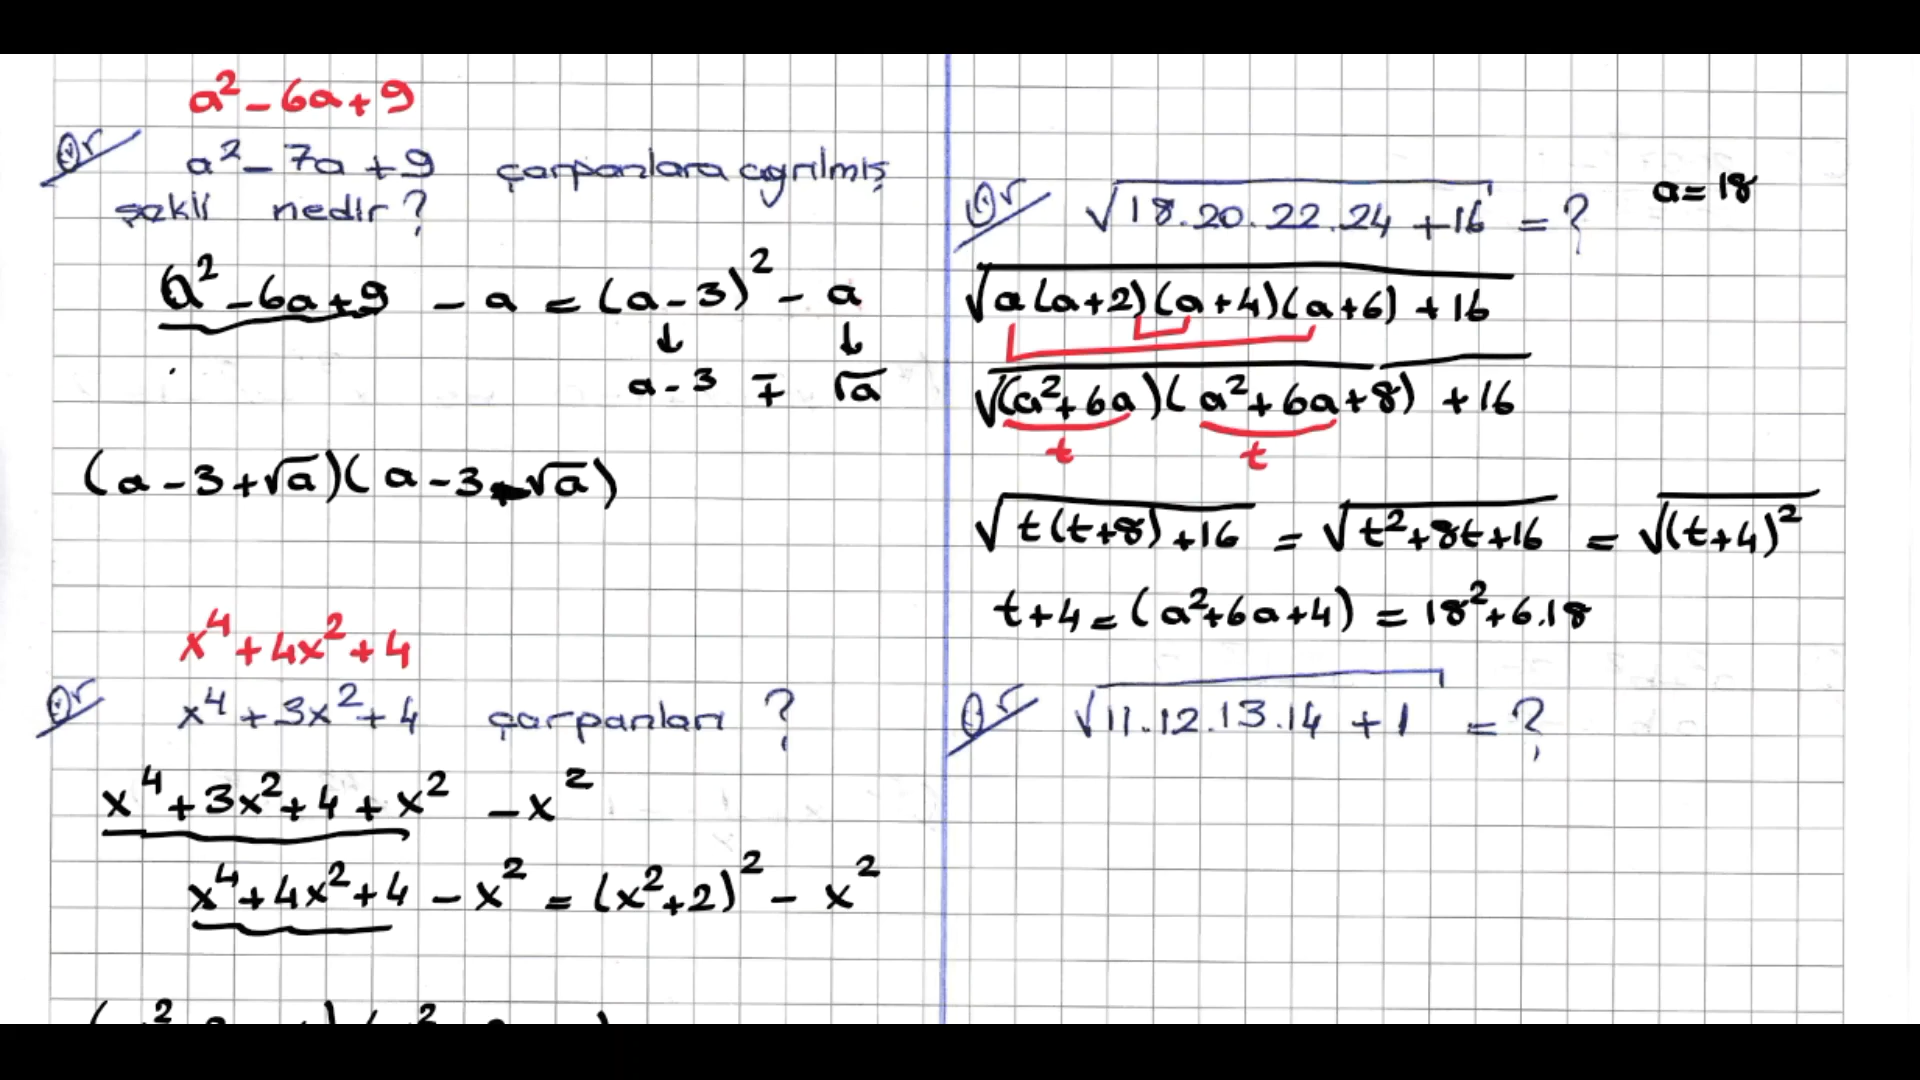 a² - 6a + 9
Ör a² - 7a + 9 çarpanlara ayrılmış
şekli nedir?
a² - 6a + 9 - a = (a - 3)² - a
↓ ↓
a - 3 ∓ √a
(a - 3 + √a)(a - 3 - √a)
x⁴ + 4x² + 4
Ör x⁴ + 3x² + 4 çarpanları ?
x⁴ + 3x² + 4 + x² - x²
x⁴ + 4x² + 4 - x² = (x² + 2)² - x²
a = 18
Ör √(18.20.22.24 + 16) = ?
√(a(a+2)(a+4)(a+6) + 16)
√((a²+6a)(a²+6a+8) + 16)
t t
√(t(t+8)+16) = √(t²+8t+16) = √((t+4)²)
t+4 = (a²+6a+4) = 18²+6.18
Ör √(11.12.13.14 + 1) = ?